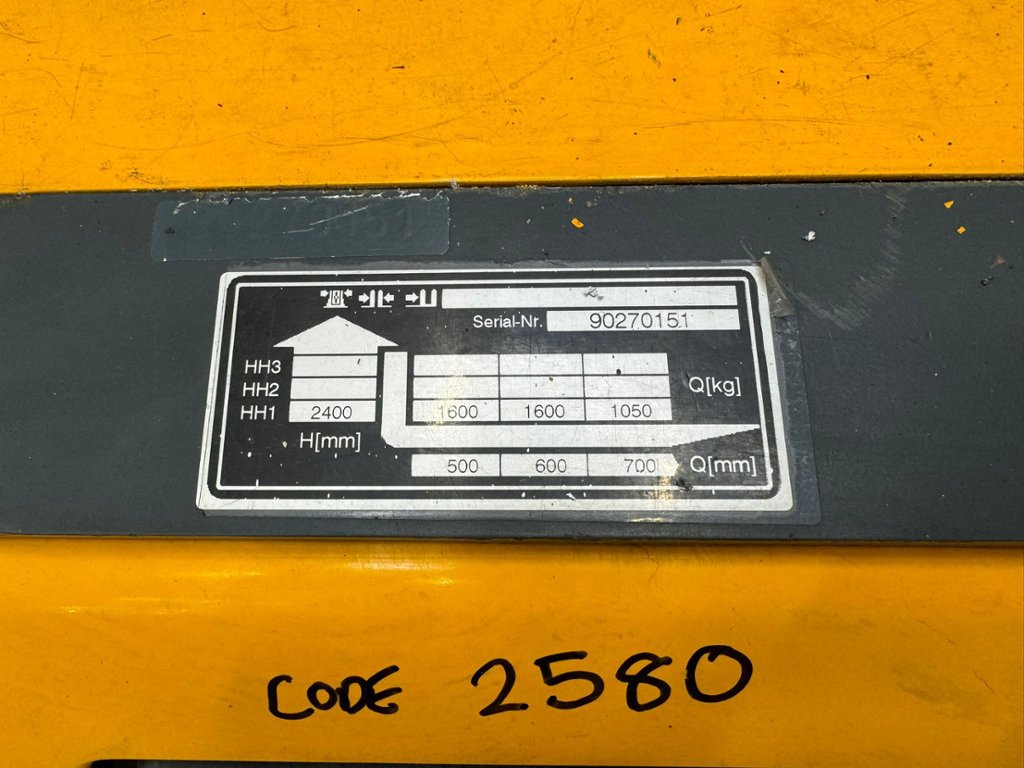 Serial-Nr. 90270151
HH3
HH2
Q[kg]
HH1 2400 1600 1600 1050
H[mm]
500 600 700 Q[mm]
CODE 2580